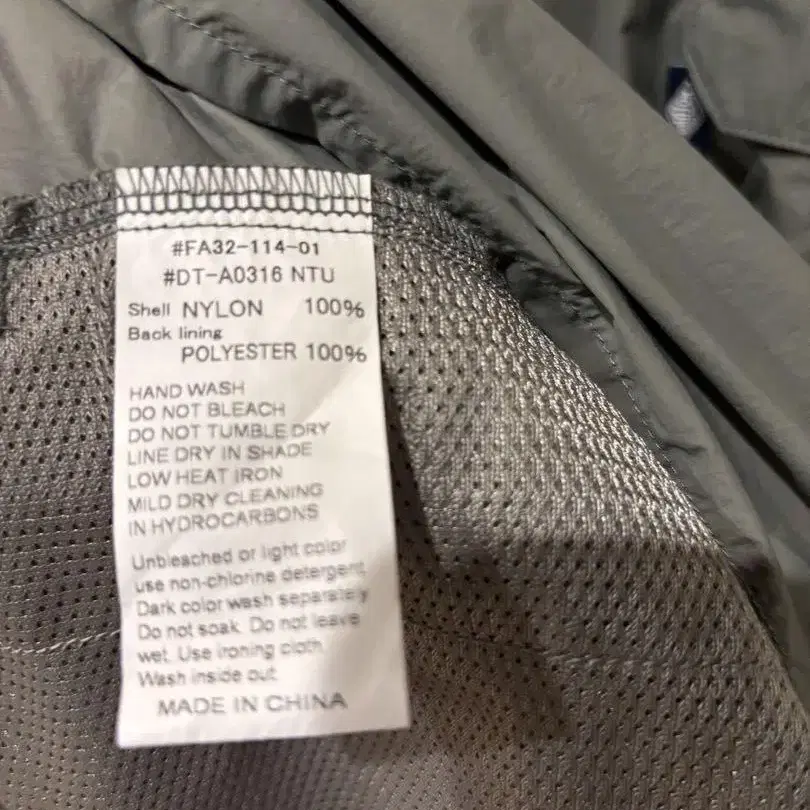 #FA32-114-01
#DT-A0316 NTU
Shell NYLON 100%
Back lining
POLYESTER 100%
HAND WASH
DO NOT BLEACH
DO NOT TUMBLE DRY
LINE DRY IN SHADE
LOW HEAT IRON
MILD DRY CLEANING
IN HYDROCARBONS
Unbleached or light color
use non-chlorine detergent.
Dark color wash separately
Do not soak. Do not leave
wet. Use ironing cloth.
Wash inside out.
MADE IN CHINA